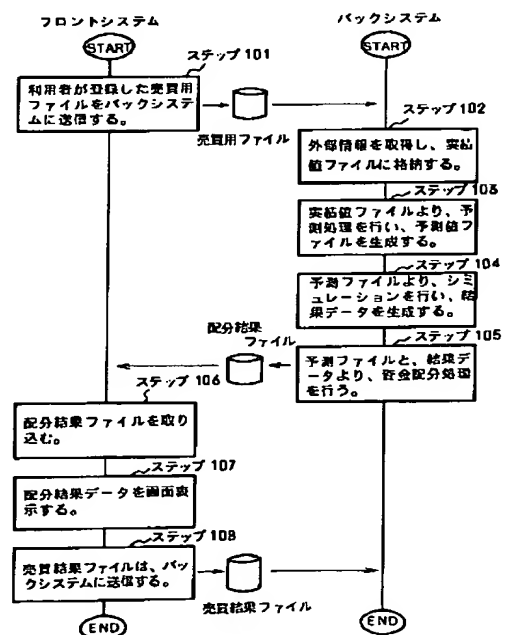 フロントシステム
バックシステム
START
START
ステップ 101
利用者が登録した売買用
ファイルをバックシステ
ムに送信する。
売買用ファイル
ステップ 102
外部情報を取得し、実績
値ファイルに格納する。
ステップ 103
実績値ファイルより、予
測処理を行い、予測値フ
ァイルを生成する。
ステップ 104
予測ファイルより、シミ
ュレーションを行い、結
果データを生成する。
ステップ 105
予測ファイルと、結果デ
ータより、資金配分処理
を行う。
配分結果
ファイル
ステップ 106
配分結果ファイルを取り
込む。
ステップ 107
配分結果データを画面表
示する。
ステップ 108
売買結果ファイルは、バッ
クシステムに送信する。
売買結果ファイル
END
END